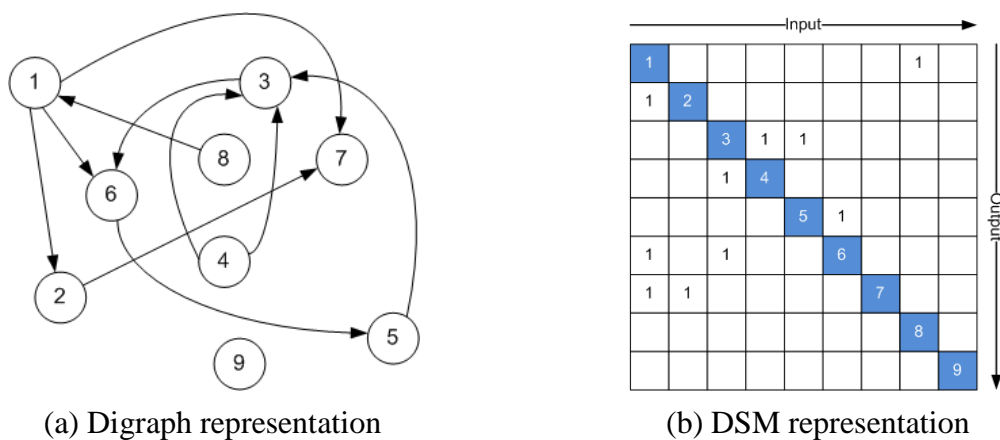 1
3
8
7
6
4
2
5
9
(a) Digraph representation
Input
1 1
1 2
3 1 1
1 4
5 1
1 1 6
1 1 7
8
9
Output
(b) DSM representation